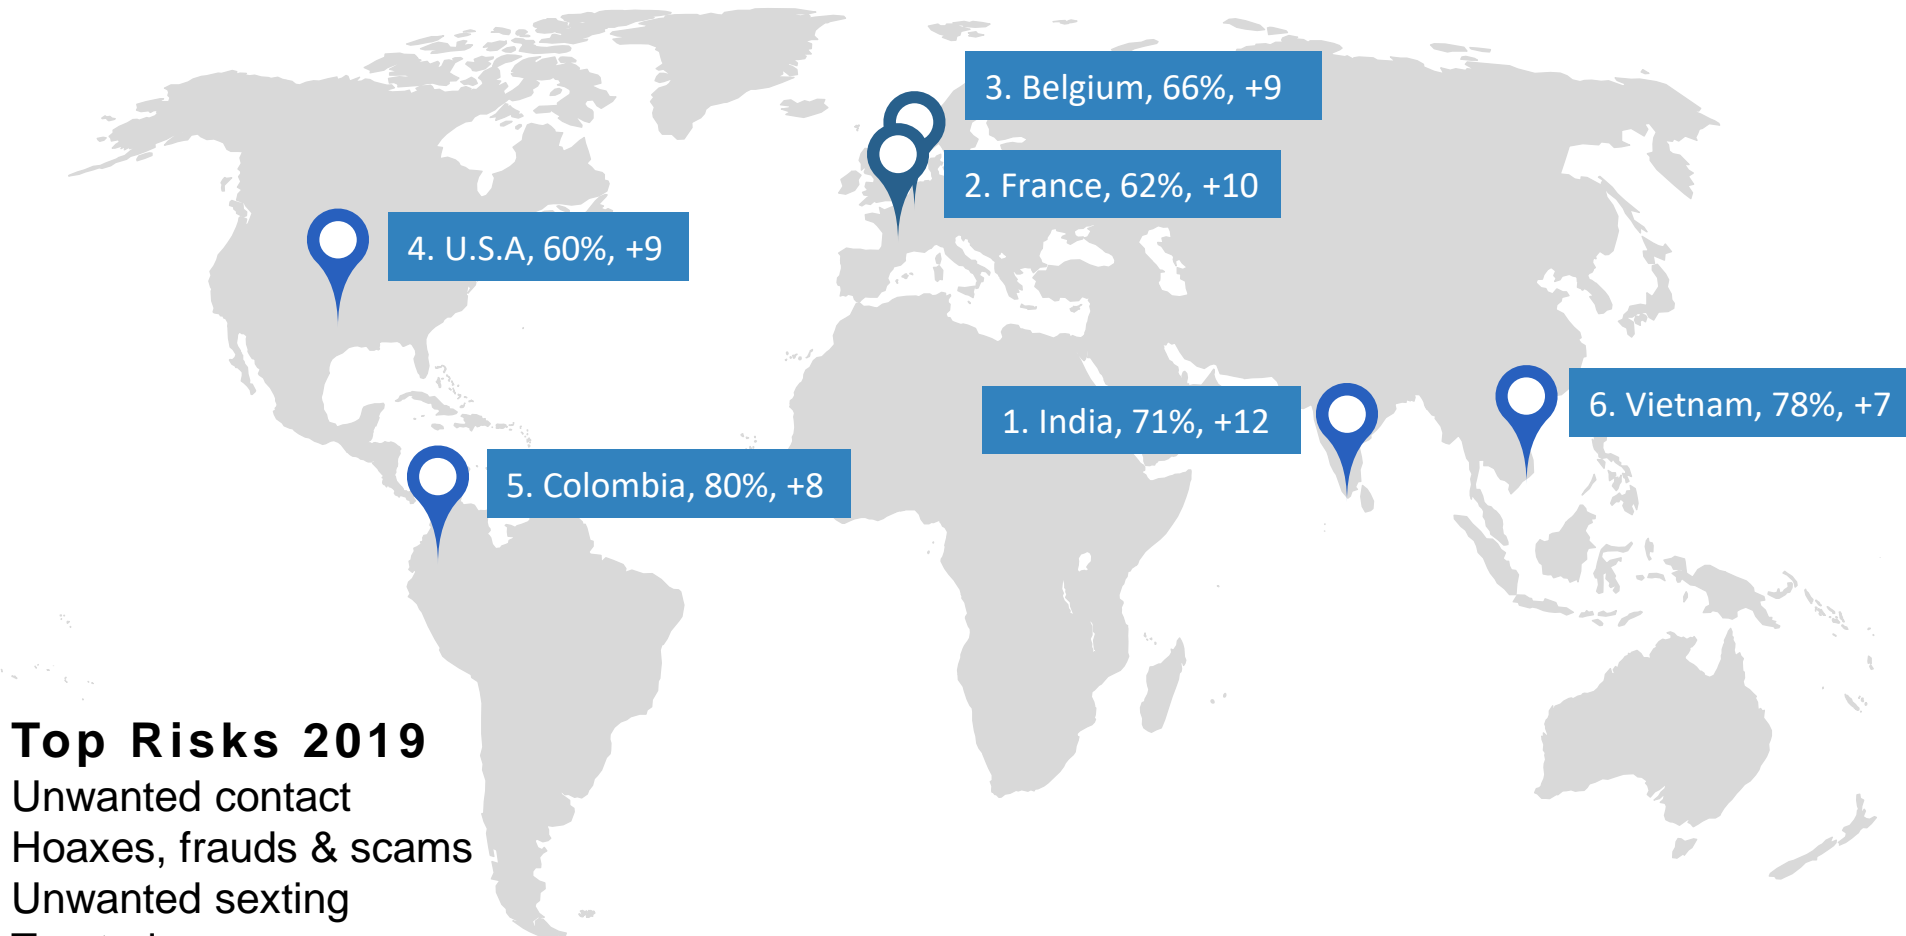 3. Belgium, 66%, +9
2. France, 62%, +10
4. U.S.A, 60%, +9
1. India, 71%, +12
6. Vietnam, 78%, +7
5. Colombia, 80%, +8
Top Risks 2019
Unwanted contact
Hoaxes, frauds & scams
Unwanted sexting